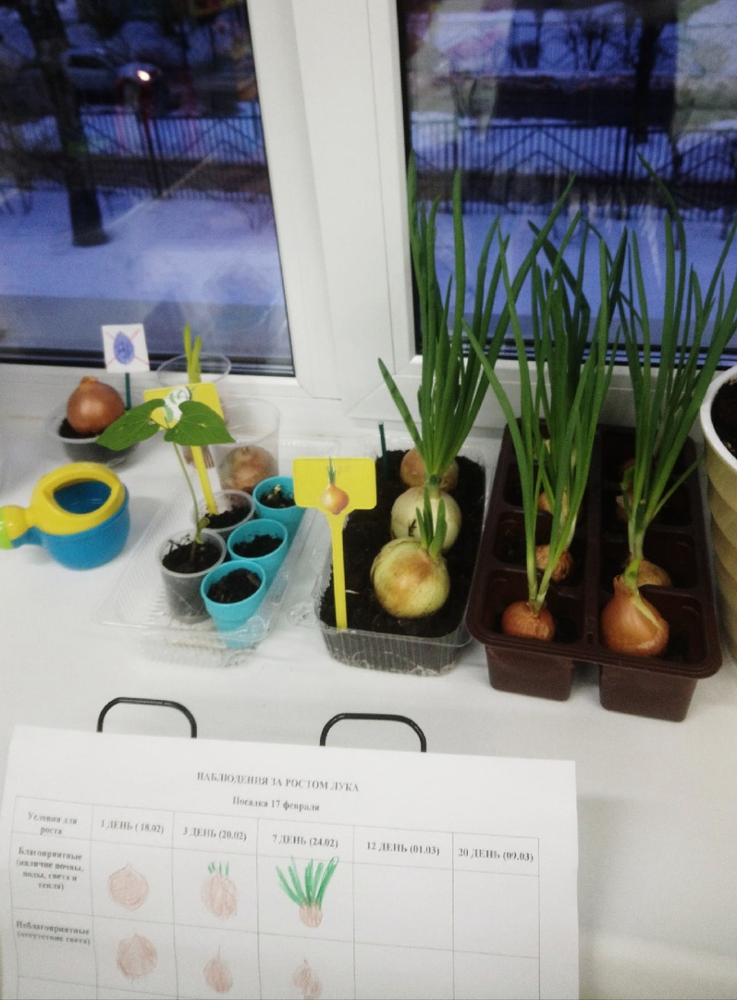 НАБЛЮДЕНИЯ ЗА РОСТОМ ЛУКА
Посадка 17 февраля
Условия для
роста
1 ДЕНЬ ( 18.02)
3 ДЕНЬ (20.02)
7 ДЕНЬ (24.02)
12 ДЕНЬ (01.03)
20 ДЕНЬ (09.03)
Благоприятные
(наличие почвы,
воды, света и
тепла)
Неблагоприятные
(отсутствие света)